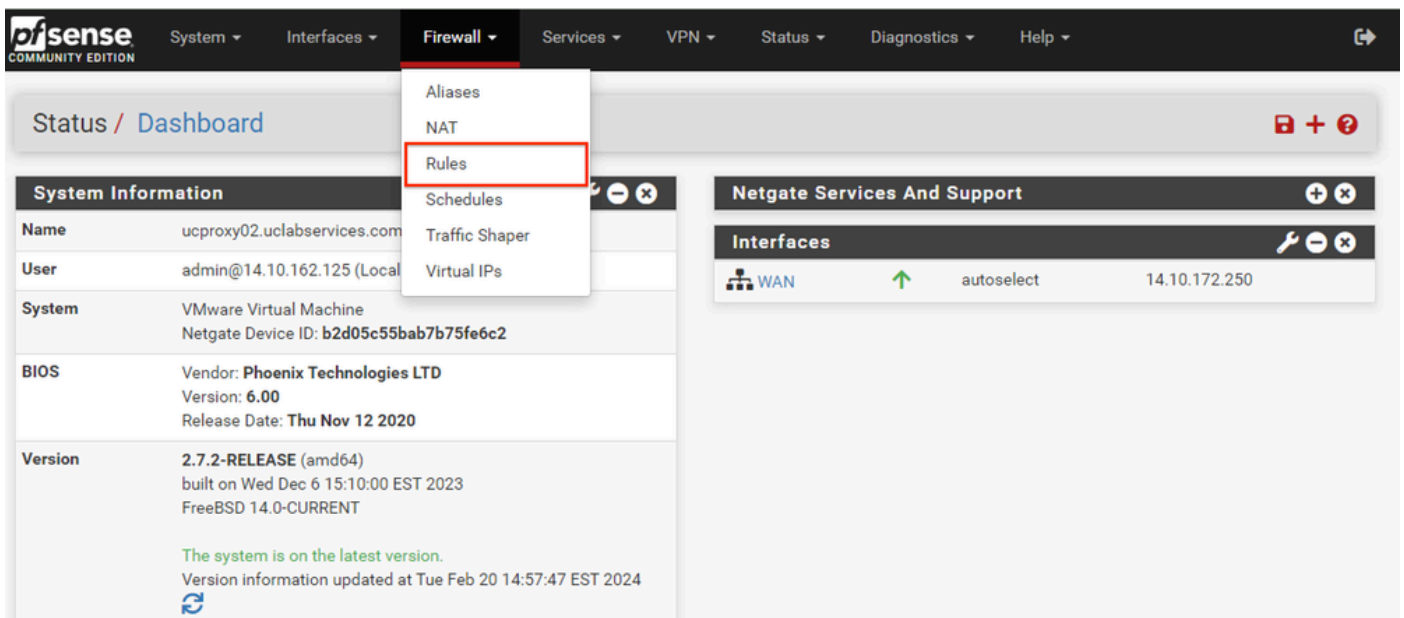 pfsense
COMMUNITY EDITION
System
Interfaces
Firewall
Services
VPN
Status
Diagnostics
Help
Aliases
NAT
Rules
Schedules
Traffic Shaper
Virtual IPs
Status / Dashboard
System Information
Name
ucproxy02.uclabservices.com
User
admin@14.10.162.125 (Local
System
VMware Virtual Machine
Netgate Device ID: b2d05c55bab7b75fe6c2
BIOS
Vendor: Phoenix Technologies LTD
Version: 6.00
Release Date: Thu Nov 12 2020
Version
2.7.2-RELEASE (amd64)
built on Wed Dec 6 15:10:00 EST 2023
FreeBSD 14.0-CURRENT
The system is on the latest version.
Version information updated at Tue Feb 20 14:57:47 EST 2024
Netgate Services And Support
Interfaces
WAN
autoselect
14.10.172.250